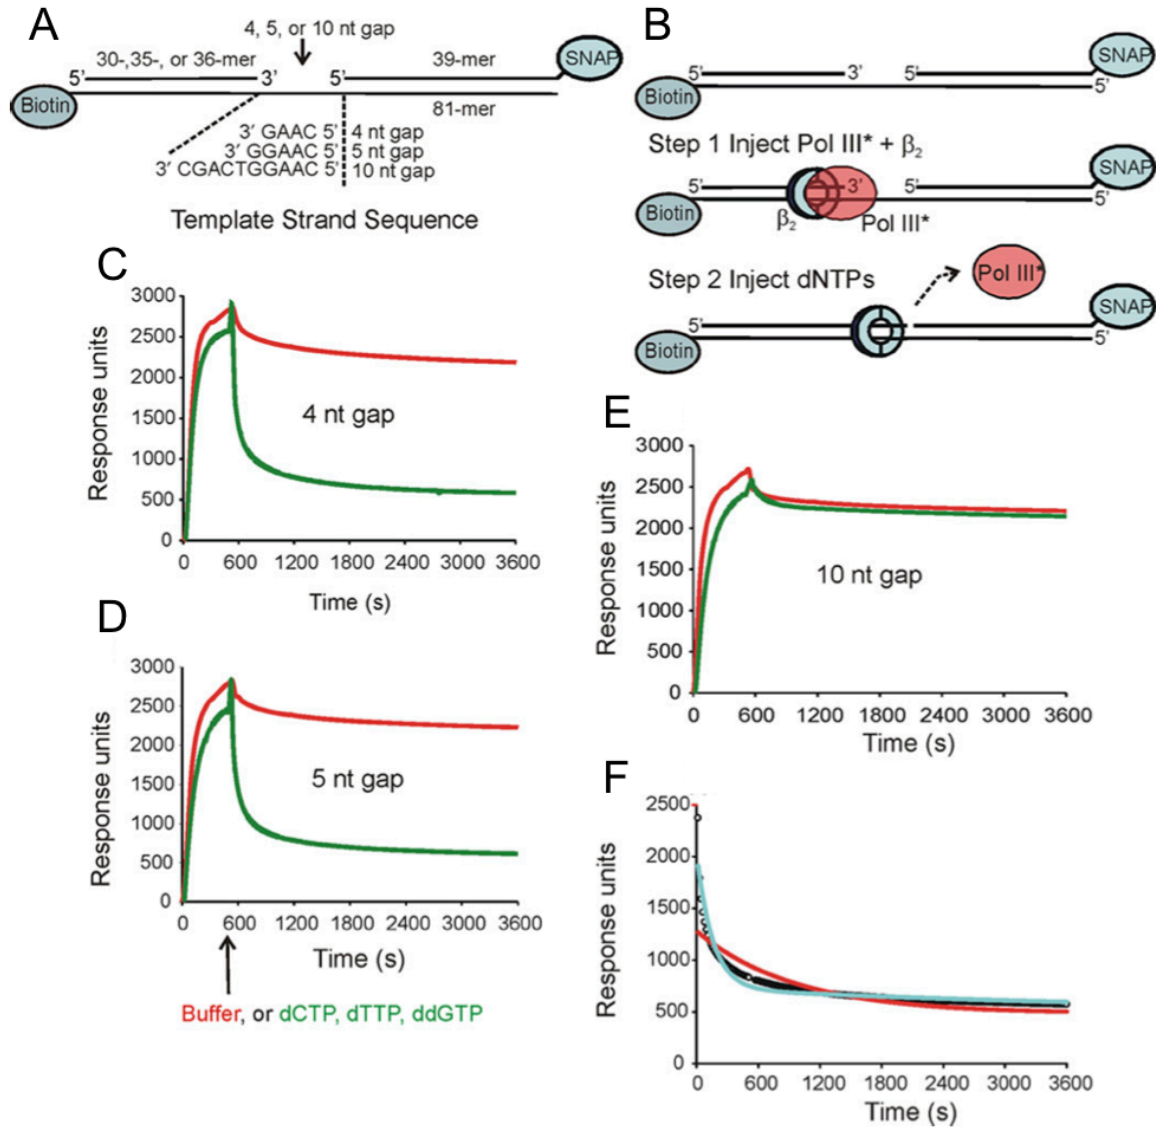 A
4, 5, or 10 nt gap
30-,35-, or 36-mer
39-mer
SNAP
5’
3’
5’
Biotin
81-mer
3’ GAAC 5’ 4 nt gap
3’ GGAAC 5’ 5 nt gap
3’ CGACTGGAAC 5’ 10 nt gap
Template Strand Sequence
B
5’ 3’ 5’
SNAP
Biotin
5’
Step 1 Inject Pol III* + β2
5’ 3’ 5’
SNAP
Biotin
5’
β2
Pol III*
Step 2 Inject dNTPs
Pol III*
5’
SNAP
Biotin
5’
C
3000
2500
2000
1500
1000
500
0
Response units
4 nt gap
0 600 1200 1800 2400 3000 3600
Time (s)
D
3000
2500
2000
1500
1000
500
0
Response units
5 nt gap
0 600 1200 1800 2400 3000 3600
Time (s)
Buffer, or dCTP, dTTP, ddGTP
E
3000
2500
2000
1500
1000
500
0
Response units
10 nt gap
0 600 1200 1800 2400 3000 3600
Time (s)
F
2500
2000
1500
1000
500
0
Response units
0 600 1200 1800 2400 3000 3600
Time (s)